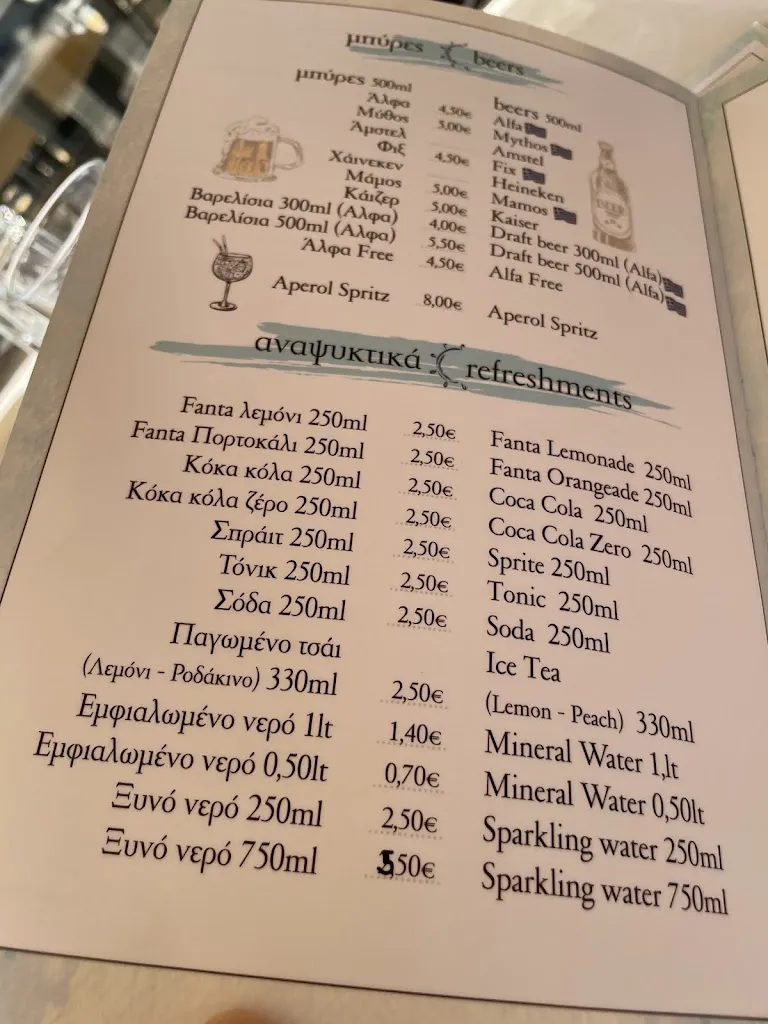 μπύρες beers
μπύρες 500ml beers 500ml
Άλφα 4,50€ Alfa
Μύθος 5,00€ Mythos
Άμστελ Amstel
Φιξ 4,50€ Fix
Χάινεκεν Heineken
Μάμος 5,00€ Mamos
Κάιζερ 5,00€ Kaiser
Βαρελίσια 300ml (Άλφα) 4,00€ Draft beer 300ml (Alfa)
Βαρελίσια 500ml (Άλφα) 5,50€ Draft beer 500ml (Alfa)
Άλφα Free 4,50€ Alfa Free
Aperol Spritz 8,00€ Aperol Spritz
BEER
αναψυκτικά refreshments
Fanta λεμόνι 250ml 2,50€ Fanta Lemonade 250ml
Fanta Πορτοκάλι 250ml 2,50€ Fanta Orangeade 250ml
Κόκα κόλα 250ml 2,50€ Coca Cola 250ml
Κόκα κόλα ζέρο 250ml 2,50€ Coca Cola Zero 250ml
Σπράιτ 250ml 2,50€ Sprite 250ml
Τόνικ 250ml 2,50€ Tonic 250ml
Σόδα 250ml 2,50€ Soda 250ml
Παγωμένο τσάι Ice Tea
(Λεμόνι - Ροδάκινο) 330ml 2,50€ (Lemon - Peach) 330ml
Εμφιαλωμένο νερό 1lt 1,40€ Mineral Water 1,lt
Εμφιαλωμένο νερό 0,50lt 0,70€ Mineral Water 0,50lt
Ξυνό νερό 250ml 2,50€ Sparkling water 250ml
Ξυνό νερό 750ml 5,50€ Sparkling water 750ml